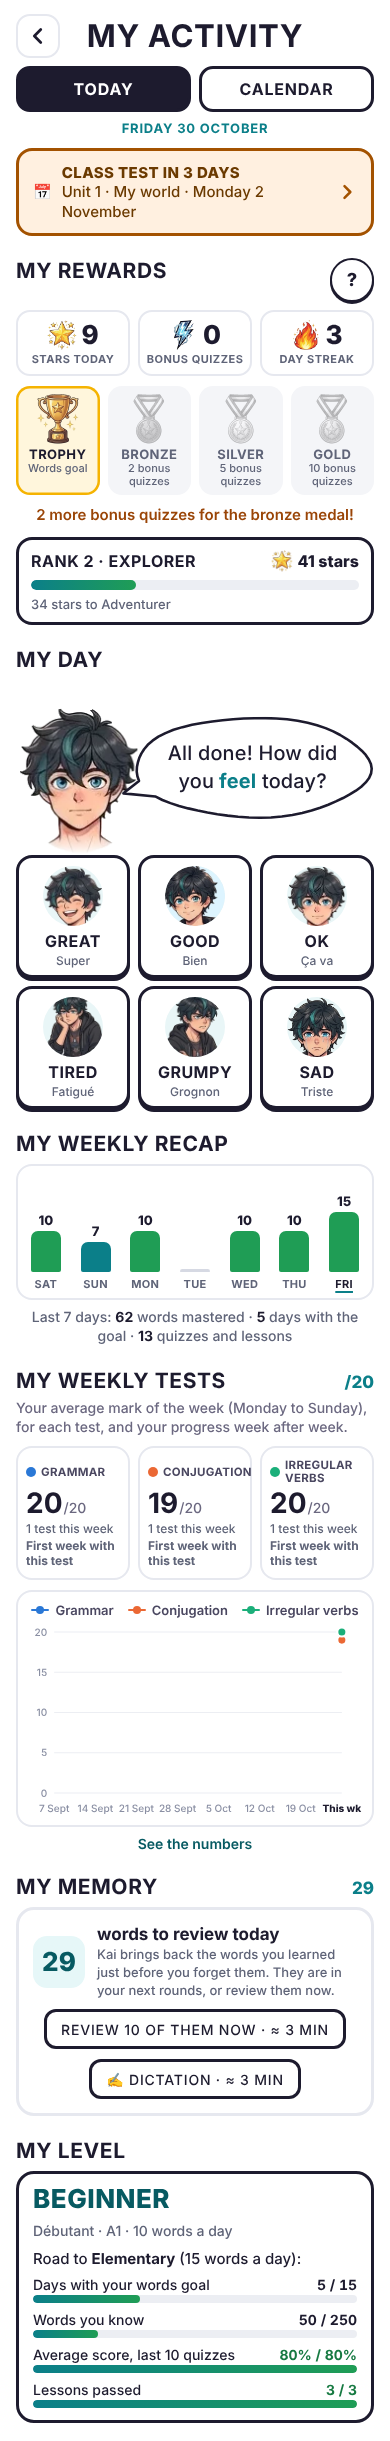 MY ACTIVITY
TODAY
CALENDAR
FRIDAY 30 OCTOBER
CLASS TEST IN 3 DAYS
Unit 1 · My world · Monday 2
November
MY REWARDS
?
9
STARS TODAY
0
BONUS QUIZZES
3
DAY STREAK
TROPHY
Words goal
BRONZE
2 bonus
quizzes
SILVER
5 bonus
quizzes
GOLD
10 bonus
quizzes
2 more bonus quizzes for the bronze medal!
RANK 2 · EXPLORER
41 stars
34 stars to Adventurer
MY DAY
All done! How did
you feel today?
GREAT
Super
GOOD
Bien
OK
Ça va
TIRED
Fatigué
GRUMPY
Grognon
SAD
Triste
MY WEEKLY RECAP
10
7
10
10
10
15
SAT
SUN
MON
TUE
WED
THU
FRI
Last 7 days: 62 words mastered · 5 days with the
goal · 13 quizzes and lessons
MY WEEKLY TESTS
/20
Your average mark of the week (Monday to Sunday),
for each test, and your progress week after week.
GRAMMAR
20/20
1 test this week
First week with
this test
CONJUGATION
19/20
1 test this week
First week with
this test
IRREGULAR
VERBS
20/20
1 test this week
First week with
this test
Grammar
Conjugation
Irregular verbs
20
15
10
5
0
7 Sept
14 Sept
21 Sept
28 Sept
5 Oct
12 Oct
19 Oct
This wk
See the numbers
MY MEMORY
29
29
words to review today
Kai brings back the words you learned
just before you forget them. They are in
your next rounds, or review them now.
REVIEW 10 OF THEM NOW · ≈ 3 MIN
DICTATION · ≈ 3 MIN
MY LEVEL
BEGINNER
Débutant · A1 · 10 words a day
Road to Elementary (15 words a day):
Days with your words goal
5 / 15
Words you know
50 / 250
Average score, last 10 quizzes
80% / 80%
Lessons passed
3 / 3